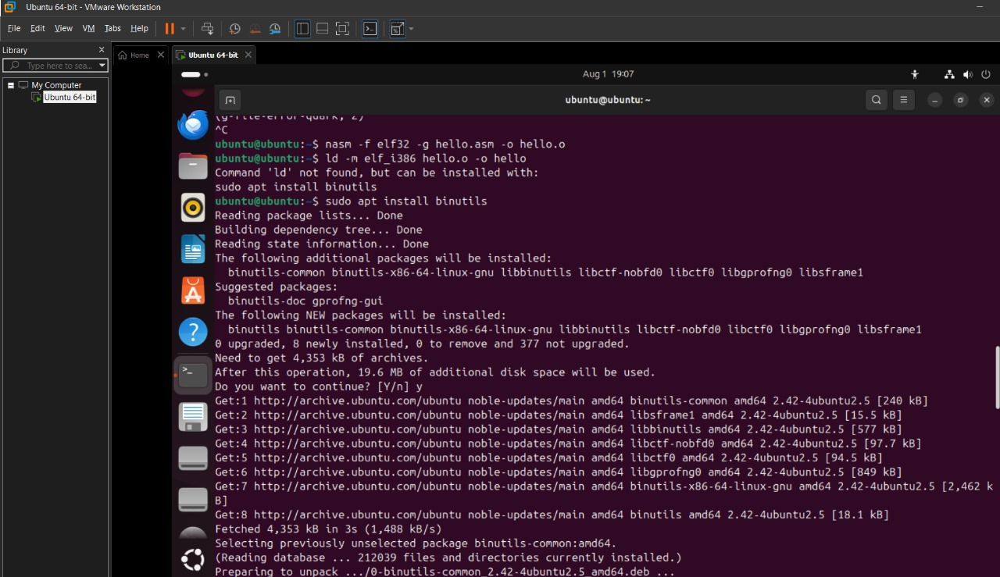 Ubuntu 64-bit - VMware Workstation
File Edit View VM Tabs Help
Library
Type here to sea...
My Computer
Ubuntu 64-bit
Home
Ubuntu 64-bit
Aug 1 19:07
ubuntu@ubuntu: ~
(g-file-error-quark, 2)
^C
ubuntu@ubuntu:~$ nasm -f elf32 -g hello.asm -o hello.o
ubuntu@ubuntu:~$ ld -m elf_i386 hello.o -o hello
Command 'ld' not found, but can be installed with:
sudo apt install binutils
ubuntu@ubuntu:~$ sudo apt install binutils
Reading package lists... Done
Building dependency tree... Done
Reading state information... Done
The following additional packages will be installed:
binutils-common binutils-x86-64-linux-gnu libbinutils libctf-nobfd0 libctf0 libgprofng0 libsframe1
Suggested packages:
binutils-doc gprofng-gui
The following NEW packages will be installed:
binutils binutils-common binutils-x86-64-linux-gnu libbinutils libctf-nobfd0 libctf0 libgprofng0 libsframe1
0 upgraded, 8 newly installed, 0 to remove and 377 not upgraded.
Need to get 4,353 kB of archives.
After this operation, 19.6 MB of additional disk space will be used.
Do you want to continue? [Y/n] y
Get:1 http://archive.ubuntu.com/ubuntu noble-updates/main amd64 binutils-common amd64 2.42-4ubuntu2.5 [240 kB]
Get:2 http://archive.ubuntu.com/ubuntu noble-updates/main amd64 libsframe1 amd64 2.42-4ubuntu2.5 [15.5 kB]
Get:3 http://archive.ubuntu.com/ubuntu noble-updates/main amd64 libbinutils amd64 2.42-4ubuntu2.5 [577 kB]
Get:4 http://archive.ubuntu.com/ubuntu noble-updates/main amd64 libctf-nobfd0 amd64 2.42-4ubuntu2.5 [97.7 kB]
Get:5 http://archive.ubuntu.com/ubuntu noble-updates/main amd64 libctf0 amd64 2.42-4ubuntu2.5 [94.5 kB]
Get:6 http://archive.ubuntu.com/ubuntu noble-updates/main amd64 libgprofng0 amd64 2.42-4ubuntu2.5 [849 kB]
Get:7 http://archive.ubuntu.com/ubuntu noble-updates/main amd64 binutils-x86-64-linux-gnu amd64 2.42-4ubuntu2.5 [2,462 k
B]
Get:8 http://archive.ubuntu.com/ubuntu noble-updates/main amd64 binutils amd64 2.42-4ubuntu2.5 [18.1 kB]
Fetched 4,353 kB in 3s (1,488 kB/s)
Selecting previously unselected package binutils-common:amd64.
(Reading database ... 212039 files and directories currently installed.)
Preparing to unpack .../0-binutils-common_2.42-4ubuntu2.5_amd64.deb ...